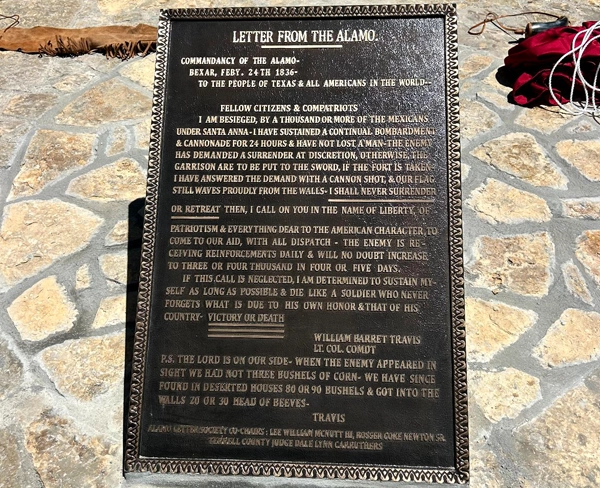 LETTER FROM THE ALAMO.
COMMANDANCY OF THE ALAMO-
BEXAR, FEBY. 24TH 1836-
TO THE PEOPLE OF TEXAS & ALL AMERICANS IN THE WORLD-
FELLOW CITIZENS & COMPATRIOTS
I AM BESIEGED, BY A THOUSAND OR MORE OF THE MEXICANS
UNDER SANTA ANNA-I HAVE SUSTAINED A CONTINUAL BOMBARDMENT
& CANNONADE FOR 24 HOURS & HAVE NOT LOST A MAN-THE ENEMY
HAS DEMANDED A SURRENDER AT DISCRETION, OTHERWISE, THE
GARRISON ARE TO BE PUT TO THE SWORD, IF THE FORT IS TAKEN-
I HAVE ANSWERED THE DEMAND WITH A CANNON SHOT, & OUR FLAG
STILL WAVES PROUDLY FROM THE WALLS- I SHALL NEVER SURRENDER
OR RETREAT THEN, I CALL ON YOU IN THE NAME OF LIBERTY, OF
PATRIOTISM & EVERYTHING DEAR TO THE AMERICAN CHARACTER, TO
COME TO OUR AID, WITH ALL DISPATCH - THE ENEMY IS RE-
CEIVING REINFORCEMENTS DAILY & WILL NO DOUBT INCREASE
TO THREE OR FOUR THOUSAND IN FOUR OR FIVE DAYS.
IF THIS CALL IS NEGLECTED, I AM DETERMINED TO SUSTAIN MY-
SELF AS LONG AS POSSIBLE & DIE LIKE A SOLDIER WHO NEVER
FORGETS WHAT IS DUE TO HIS OWN HONOR & THAT OF HIS
COUNTRY- VICTORY OR DEATH
WILLIAM BARRET TRAVIS
LT. COL. COMDT
P.S. THE LORD IS ON OUR SIDE- WHEN THE ENEMY APPEARED IN
SIGHT WE HAD NOT THREE BUSHELS OF CORN- WE HAVE SINCE
FOUND IN DESERTED HOUSES 80 OR 90 BUSHELS & GOT INTO THE
WALLS 20 OR 30 HEAD OF BEEVES-
TRAVIS
ALAMO LETTER SOCIETY CO-CHAIRS : LEE WILLIAM MCNUTT III, ROSSER COKE NEWTON SR.
TERRELL COUNTY JUDGE DALE LYNN CARRUTHERS